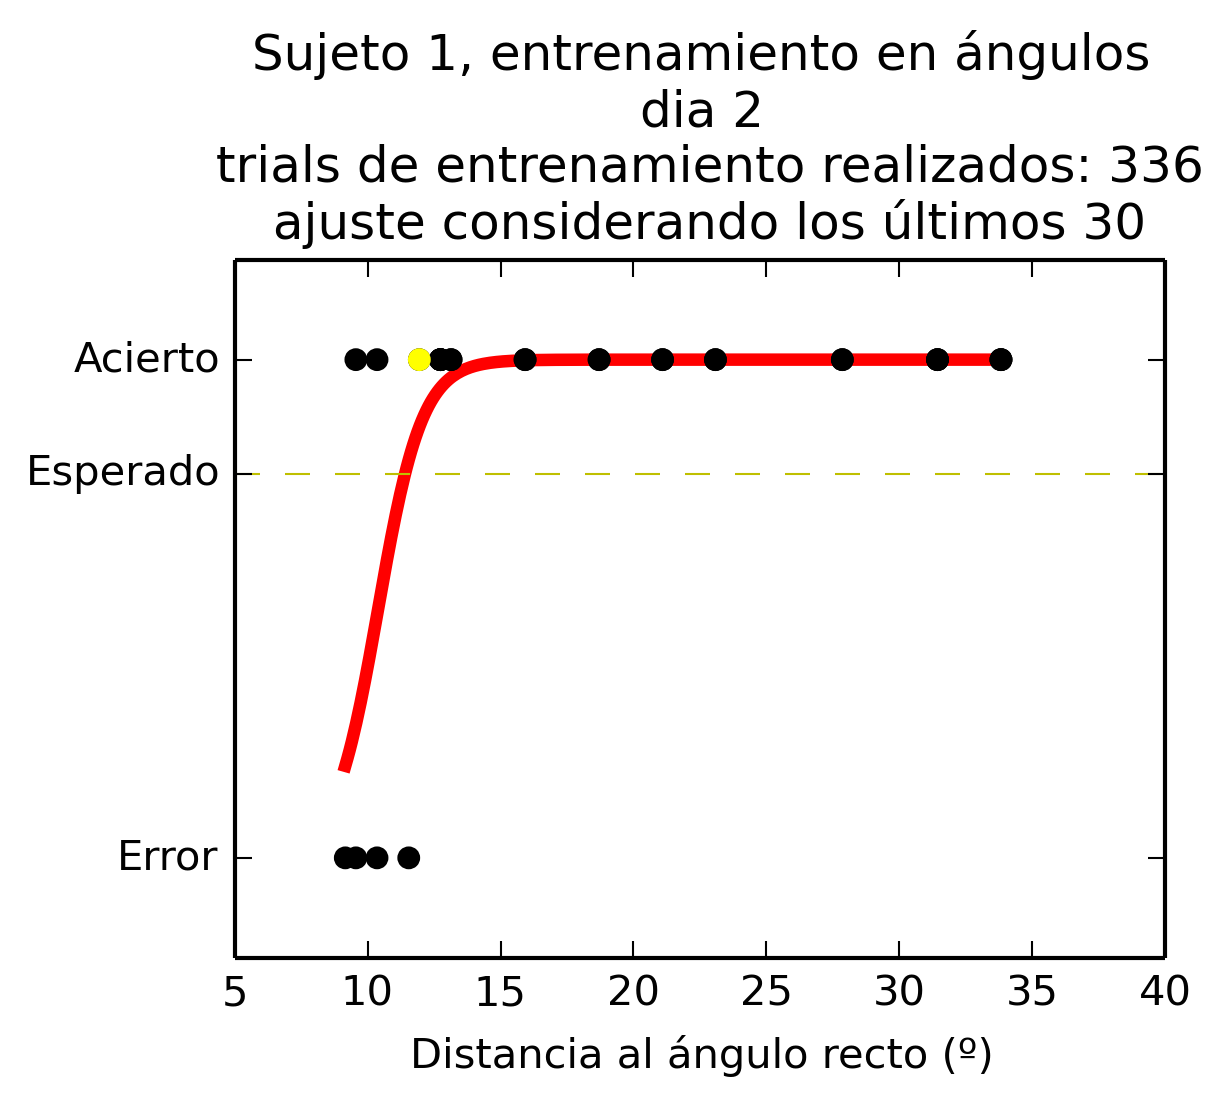 Sujeto 1, entrenamiento en ángulos
dia 2
trials de entrenamiento realizados: 336
ajuste considerando los últimos 30
Acierto
Esperado
Error
5 10 15 20 25 30 35 40
Distancia al ángulo recto (º)